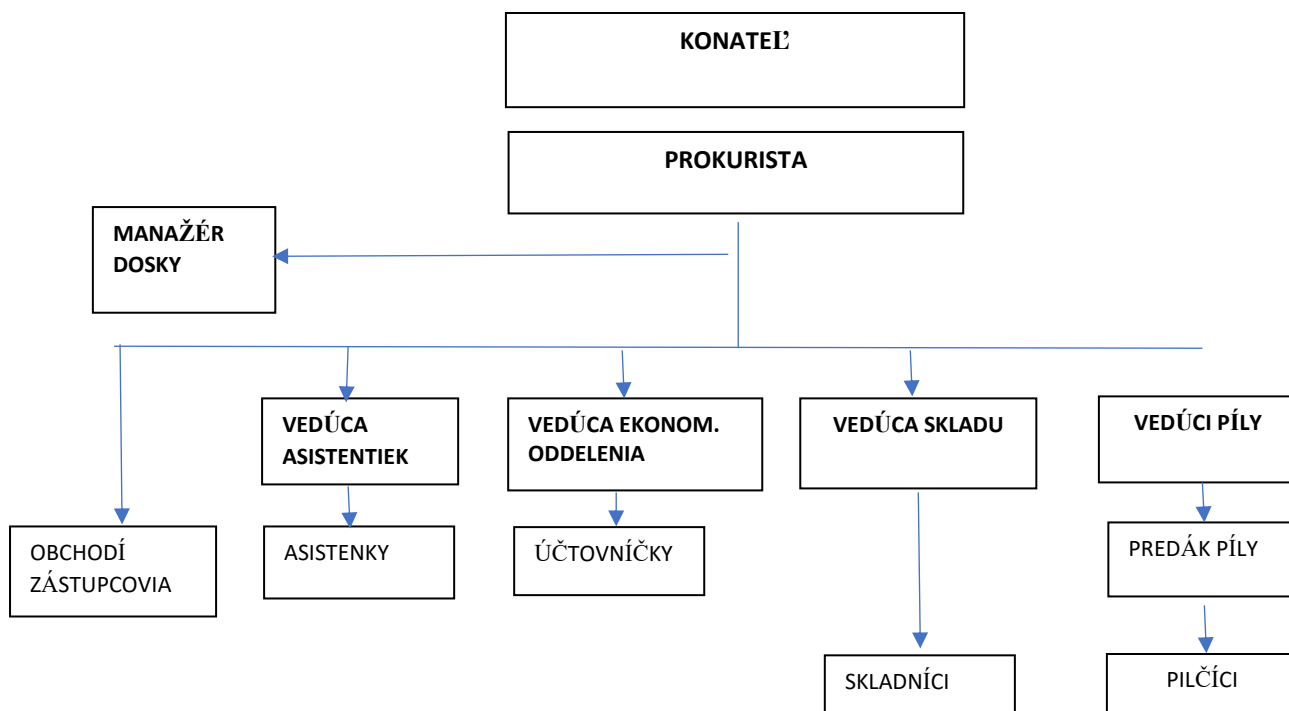 KONATEĽ
PROKURISTA
MANAŽÉR
DOSKY
VEDÚCA
ASISTENTIEK
VEDÚCA EKONOM.
ODDELENIA
VEDÚCA SKLADU
VEDÚCI PÍLY
OBCHODÍ
ZÁSTUPCOVIA
ASISTENKY
ÚČTOVNÍČKY
PREDÁK PÍLY
SKLADNÍCI
PILČÍCI